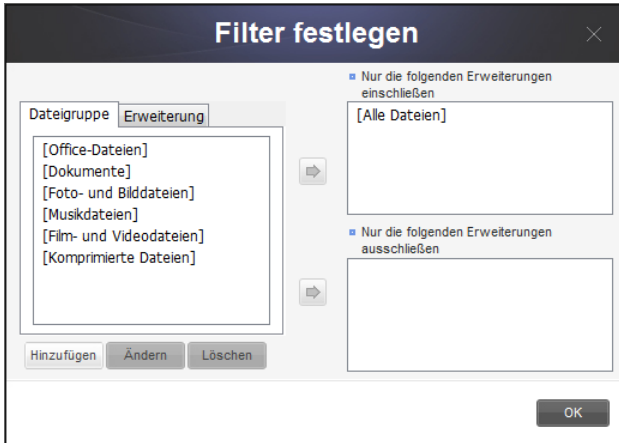 Filter festlegen
Dateigruppe
Erweiterung
[Office-Dateien]
[Dokumente]
[Foto- und Bilddateien]
[Musikdateien]
[Film- und Videodateien]
[Komprimierte Dateien]
Hinzufügen
Ändern
Löschen
Nur die folgenden Erweiterungen
einschließen
[Alle Dateien]
Nur die folgenden Erweiterungen
ausschließen
OK